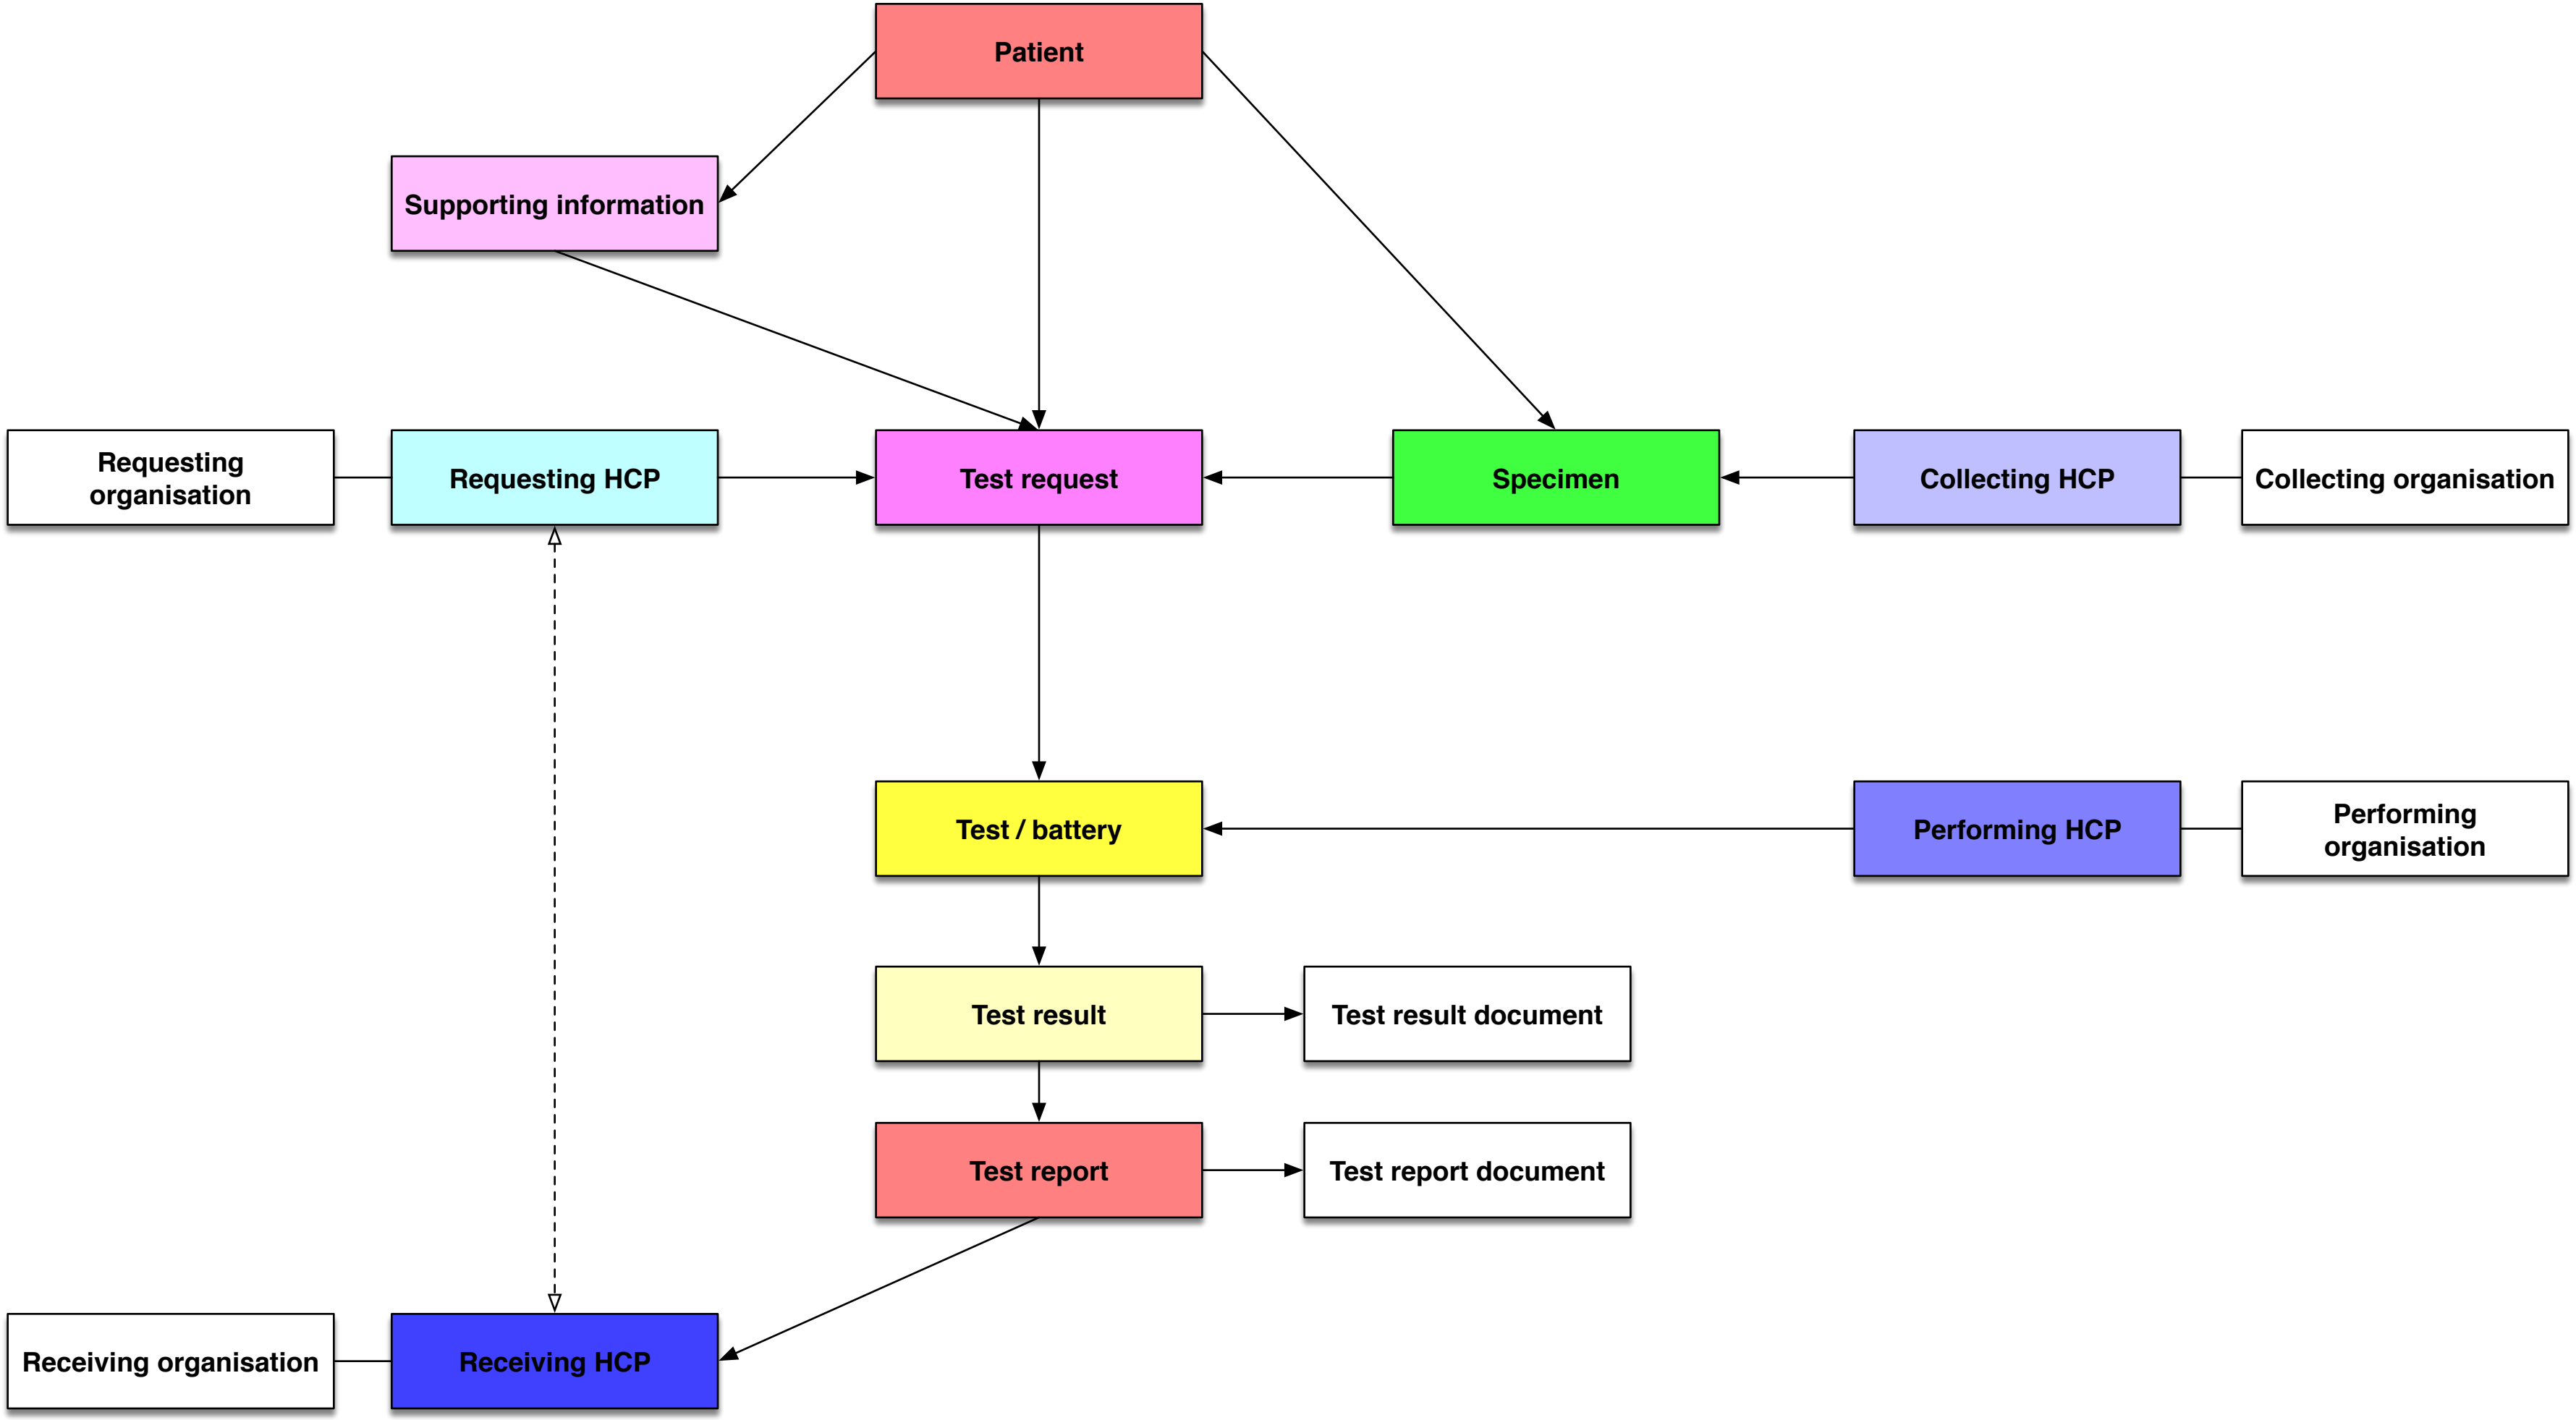 Patient
Supporting information
Requesting
organisation
Requesting HCP
Test request
Specimen
Collecting HCP
Collecting organisation
Test / battery
Performing HCP
Performing
organisation
Test result
Test result document
Test report
Test report document
Receiving organisation
Receiving HCP